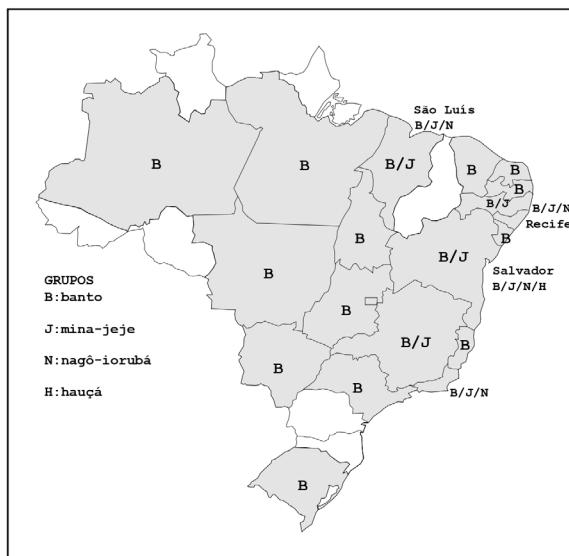 São Luís
B/J/N
B
B
B/J
B
B
B
B/J
B/J/N
Recife
B
B
B
B/J
Salvador
B/J/N/H
GRUPOS
B:banto
J:mina-jeje
N:nagô-iorubá
H:hauçá
B
B/J
B
B
B
B/J/N
B